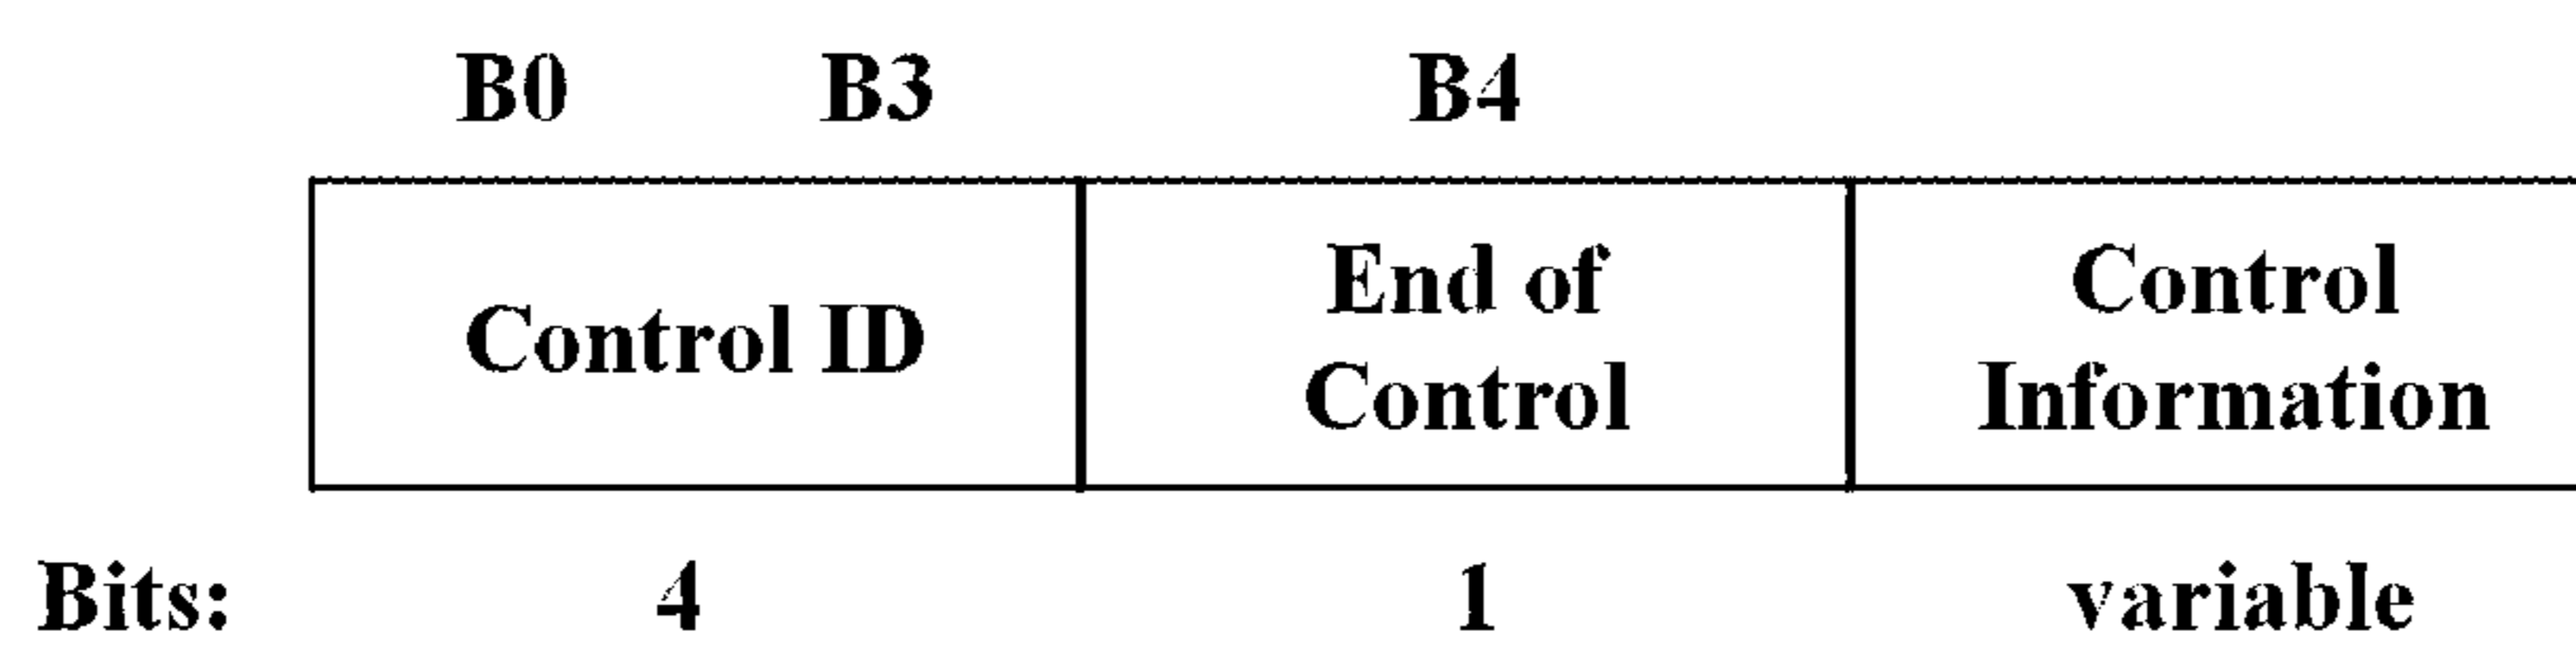 B0 B3 B4
Control ID
End of
Control
Control
Information
Bits: 4 1 variable